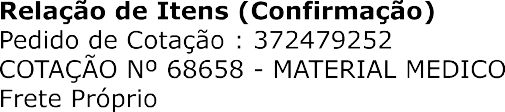 Relação de Itens (Confirmação)
Pedido de Cotação : 372479252
COTAÇÃO Nº 68658 - MATERIAL MEDICO
Frete Próprio